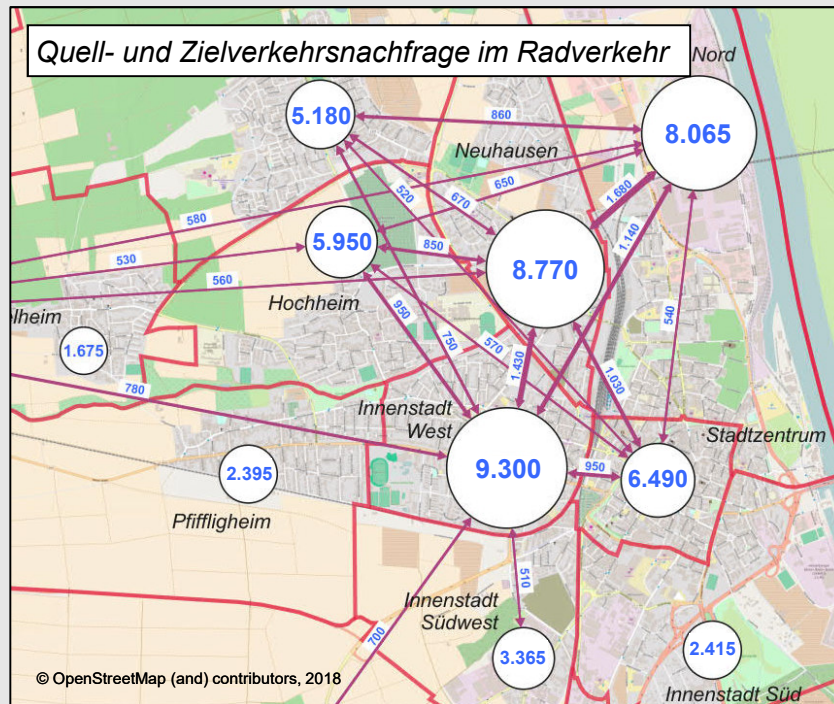 Quell- und Zielverkehrsnachfrage im Radverkehr
Nord
5.180
860
8.065
Neuhausen
520
670
650
1.680
580
1.140
5.950
850
530
8.770
560
Hochheim
950
750
570
540
elheim
1.675
1.430
1.030
780
Innenstadt
West
Stadtzentrum
9.300
950
6.490
2.395
Pfiffligheim
510
Innenstadt
Südwest
700
3.365
2.415
© OpenStreetMap (and) contributors, 2018
Innenstadt Süd